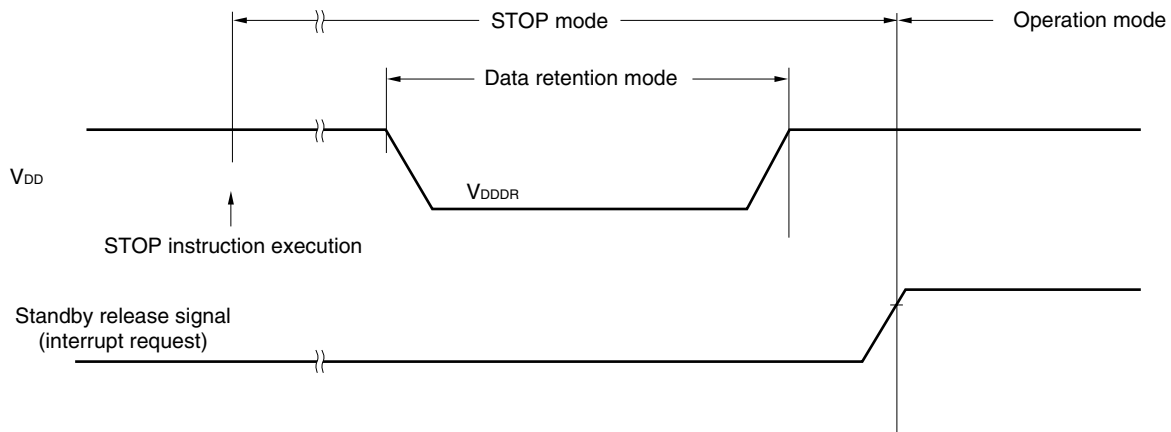 STOP mode
Operation mode
Data retention mode
VDD
VDDDR
STOP instruction execution
Standby release signal
(interrupt request)